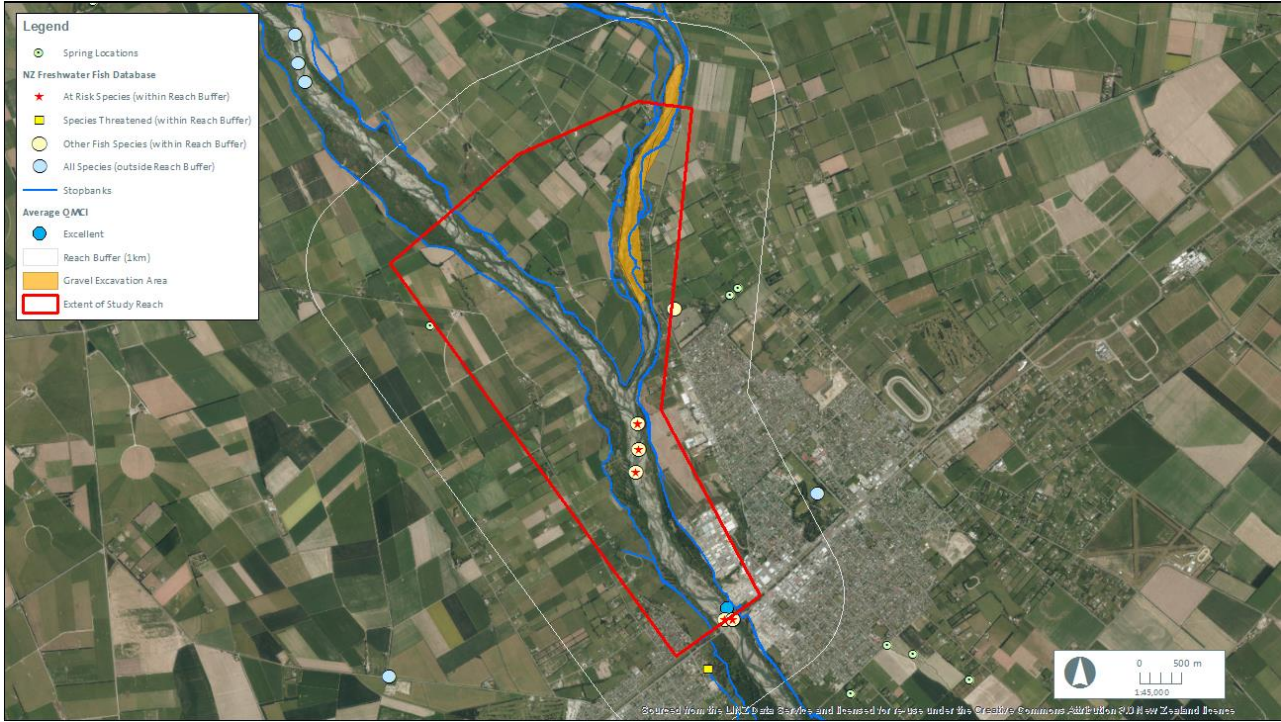 Legend
Spring Locations
NZ Freshwater Fish Database
At Risk Species (within Reach Buffer)
Species Threatened (within Reach Buffer)
Other Fish Species (within Reach Buffer)
All Species (outside Reach Buffer)
Stopbanks
Average QMCI
Excellent
Reach Buffer (1km)
Gravel Excavation Area
Extent of Study Reach
0 500 m
1:45,000
Sourced from the LINZ Data Service and licensed for re-use under the Creative Commons Attribution 3.0 New Zealand licence